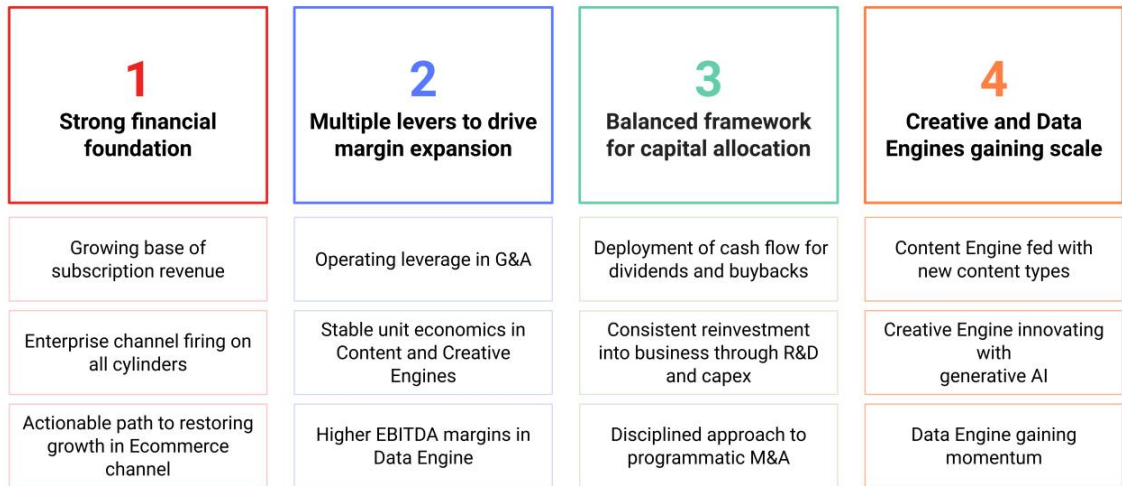 1
Strong financial
foundation
Growing base of
subscription revenue
Enterprise channel firing on
all cylinders
Actionable path to restoring
growth in Ecommerce
channel
2
Multiple levers to drive
margin expansion
Operating leverage in G&A
Stable unit economics in
Content and Creative
Engines
Higher EBITDA margins in
Data Engine
3
Balanced framework
for capital allocation
Deployment of cash flow for
dividends and buybacks
Consistent reinvestment
into business through R&D
and capex
Disciplined approach to
programmatic M&A
4
Creative and Data
Engines gaining scale
Content Engine fed with
new content types
Creative Engine innovating
with
generative AI
Data Engine gaining
momentum